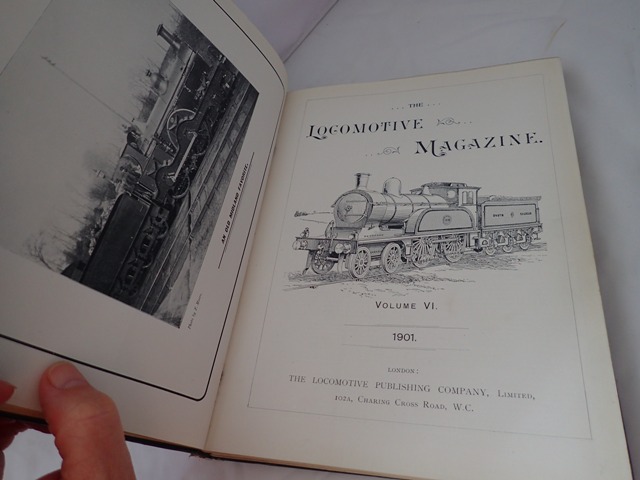 AN OLD MIDLAND FAVORITE.
THE
LOCOMOTIVE
MAGAZINE.
VOLUME VI.
1901.
LONDON:
THE LOCOMOTIVE PUBLISHING COMPANY, LIMITED,
102A, CHARING CROSS ROAD, W.C.